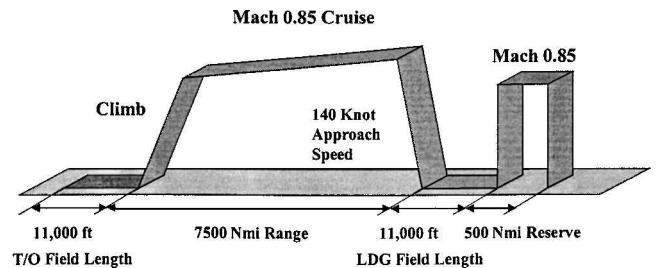 Mach 0.85 Cruise
Mach 0.85
Climb
140 Knot
Approach
Speed
11,000 ft
7500 Nmi Range
11,000 ft
500 Nmi Reserve
T/O Field Length
LDG Field Length